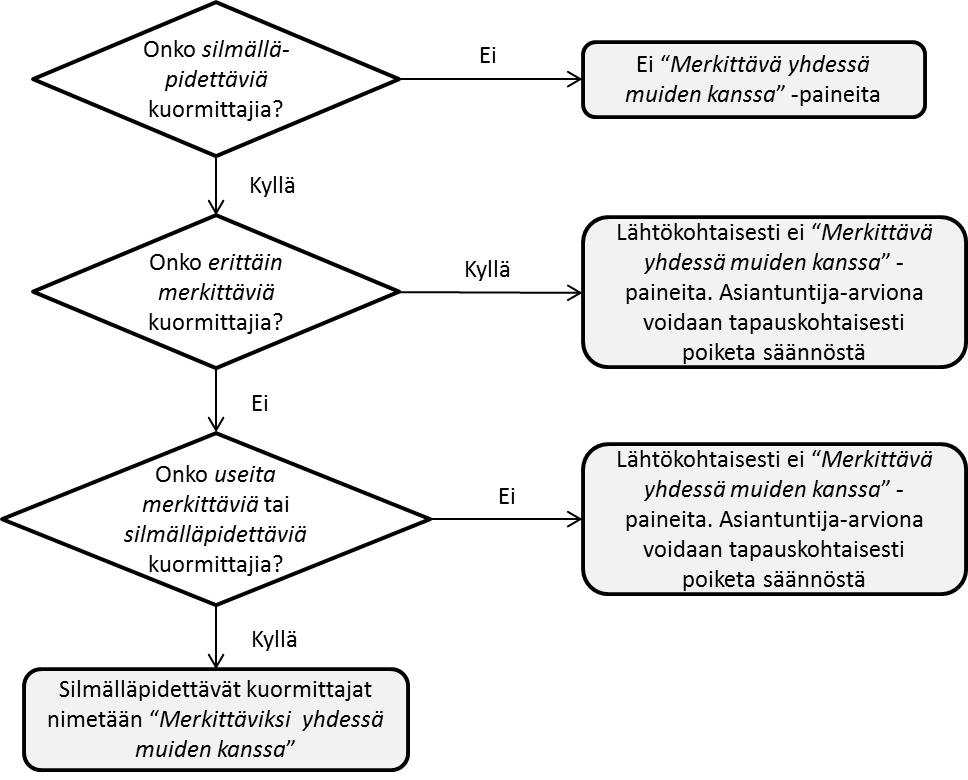 Onko silmällä-
pidettäviä
kuormittajia?
Ei
Ei “Merkittävä yhdessä
muiden kanssa” -paineita
Kyllä
Onko erittäin
merkittäviä
kuormittajia?
Kyllä
Lähtökohtaisesti ei “Merkittävä
yhdessä muiden kanssa” -
paineita. Asiantuntija-arviona
voidaan tapauskohtaisesti
poiketa säännöstä
Ei
Onko useita
merkittäviä tai
silmälläpidettäviä
kuormittajia?
Ei
Lähtökohtaisesti ei “Merkittävä
yhdessä muiden kanssa” -
paineita. Asiantuntija-arviona
voidaan tapauskohtaisesti
poiketa säännöstä
Kyllä
Silmälläpidettävät kuormittajat
nimetään “Merkittäviksi yhdessä
muiden kanssa”